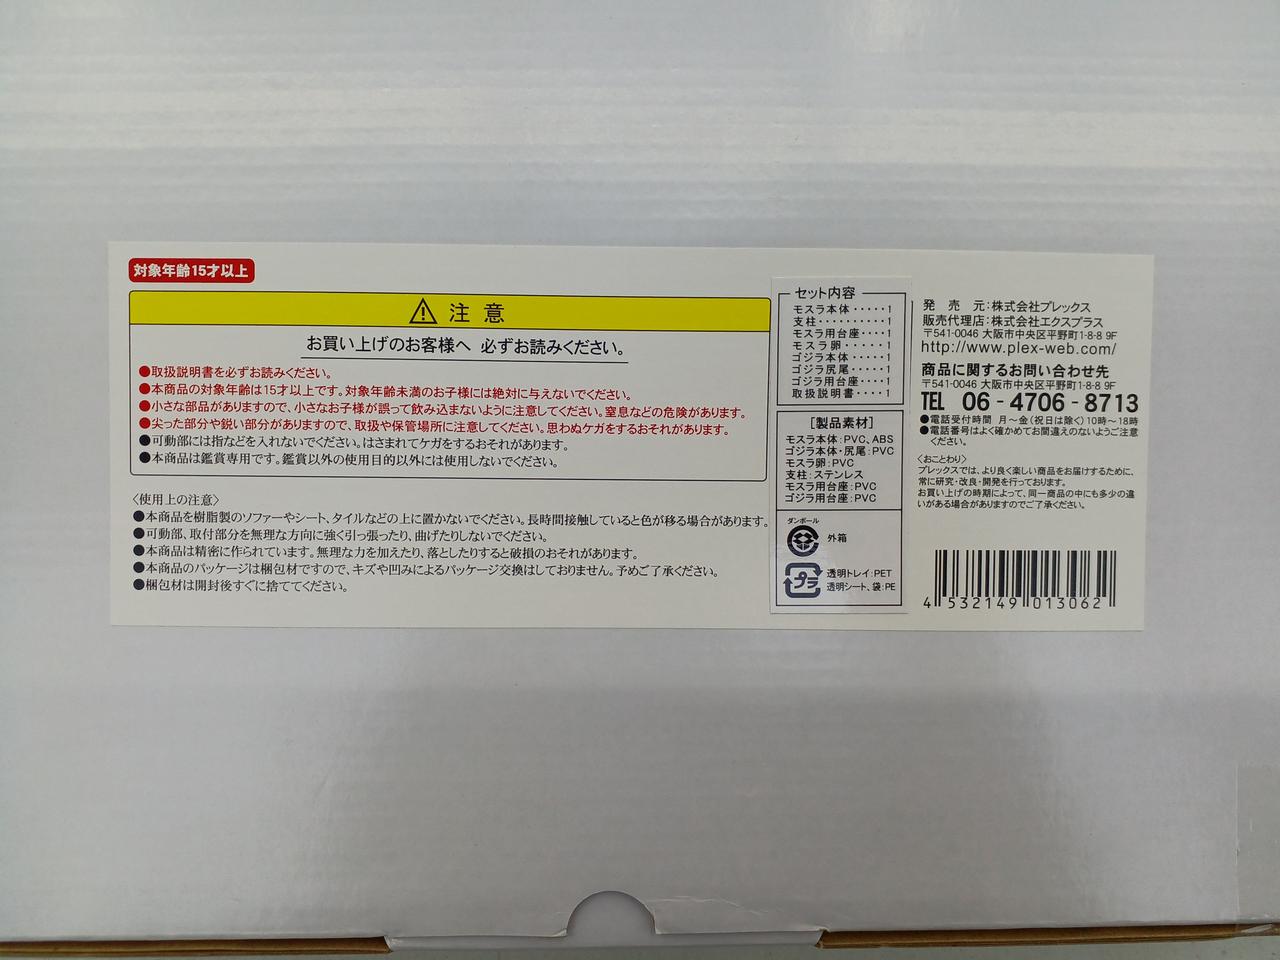 対象年齢15才以上
注意
お買い上げのお客様へ 必ずお読みください。
●取扱説明書を必ずお読みください。
●本商品の対象年齢は15才以上です。対象年齢未満のお子様には絶対に与えないでください。
●小さな部品がありますので、小さなお子様が誤って飲み込まないように注意してください。窒息などの危険があります。
●尖った部分や鋭い部分がありますので、取扱や保管場所に注意してください。思わぬケガをするおそれがあります。
●可動部には指などを入れないでください。はさまれてケガをするおそれがあります。
●本商品は鑑賞専用です。鑑賞以外の使用目的以外には使用しないでください。
〈使用上の注意〉
●本商品を樹脂製のソファーやシート、タイルなどの上に置かないでください。長時間接触していると色が移る場合があります。
●可動部、取付部分を無理な方向に強く引っ張ったり、曲げたりしないでください。
●本商品は精密に作られています。無理な力を加えたり、落としたりすると破損のおそれがあります。
●本商品のパッケージは梱包材ですので、キズや凹みによるパッケージ交換はしておりません。予めご了承ください。
●梱包材は開封後すぐに捨ててください。
セット内容
モスラ本体・・・・・1
支柱・・・・・・・・・1
モスラ用台座・・・・1
モスラ卵・・・・・・1
ゴジラ本体・・・・・1
ゴジラ尻尾・・・・・1
ゴジラ用台座・・・・1
取扱説明書・・・・・1
[製品素材]
モスラ本体:PVC、ABS
ゴジラ本体・尻尾:PVC
モスラ卵:PVC
支柱:ステンレス
モスラ用台座:PVC
ゴジラ用台座:PVC
ダンボール
外箱
プラ
透明トレイ:PET
透明シート、袋:PE
発売元:株式会社プレックス
販売代理店:株式会社エクスプラス
〒541-0046 大阪市中央区平野町1-8-8 9F
http://www.plex-web.com/
商品に関するお問い合わせ先
〒541-0046 大阪市中央区平野町1-8-8 9F
TEL 06-4706-8713
●電話受付時間 月～金(祝日は除く)10時～18時
●電話番号はよく確かめてお間違えのないようご注意
ください。
〈おことわり〉
プレックスでは、より良く楽しい商品をお届けするために、
常に研究・改良・開発を行っております。
お買い上げの時期によって、同一商品の中にも多少の違
いがある場合がありますのでご了承ください。
4 532149 013062